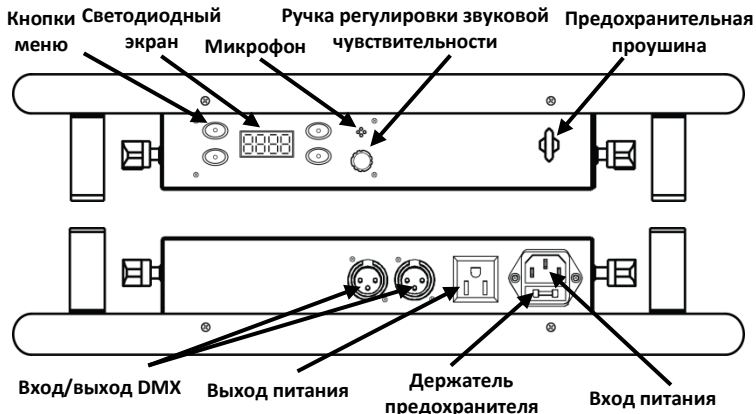 Кнопки меню
Светодиодный экран
Микрофон
Ручка регулировки звуковой чувствительности
Предохранительная проушина
8888
Вход/выход DMX
Выход питания
Держатель предохранителя
Вход питания